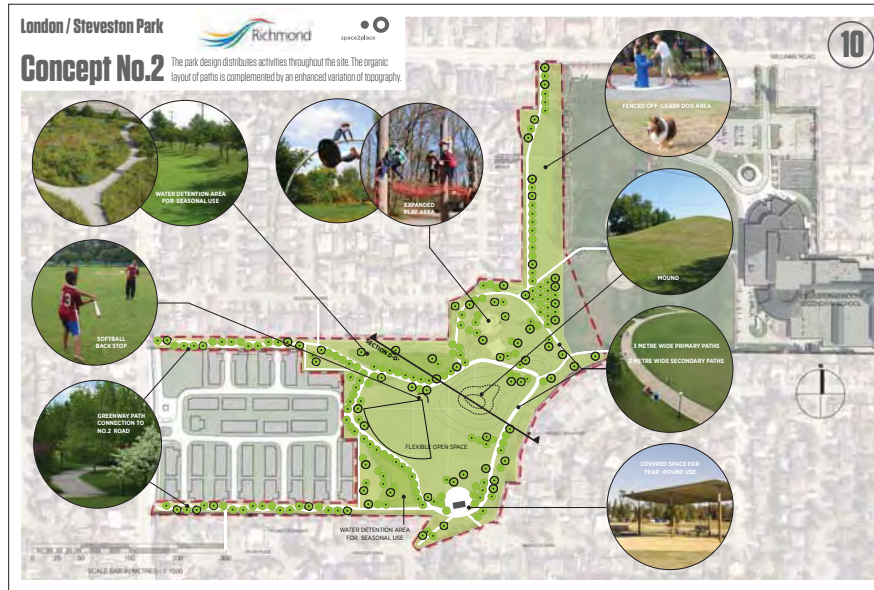 London / Steveston Park
Richmond
space2place
10
Concept No.2
The park design distributes activities throughout the site. The organic
layout of paths is complemented by an enhanced variation of topography.
WILLIAMS ROAD
FENCED OFF-LEASH DOG AREA
WATER DETENTION AREA
FOR SEASONAL USE
EXPANDED
PLAY AREA
MOUND
SOFTBALL
BACK STOP
SECTION D-D'
3 METRE WIDE PRIMARY PATHS
2 METRE WIDE SECONDARY PATHS
SECONDARY SCHOOL
GREENWAY PATH
CONNECTION TO
NO.2 ROAD
FLEXIBLE OPEN SPACE
COVERED SPACE FOR
YEAR-ROUND USE
WATER DETENTION AREA
FOR SEASONAL USE
0 25 50 100 200 300
SCALE BAR IN METRES - 1:1500